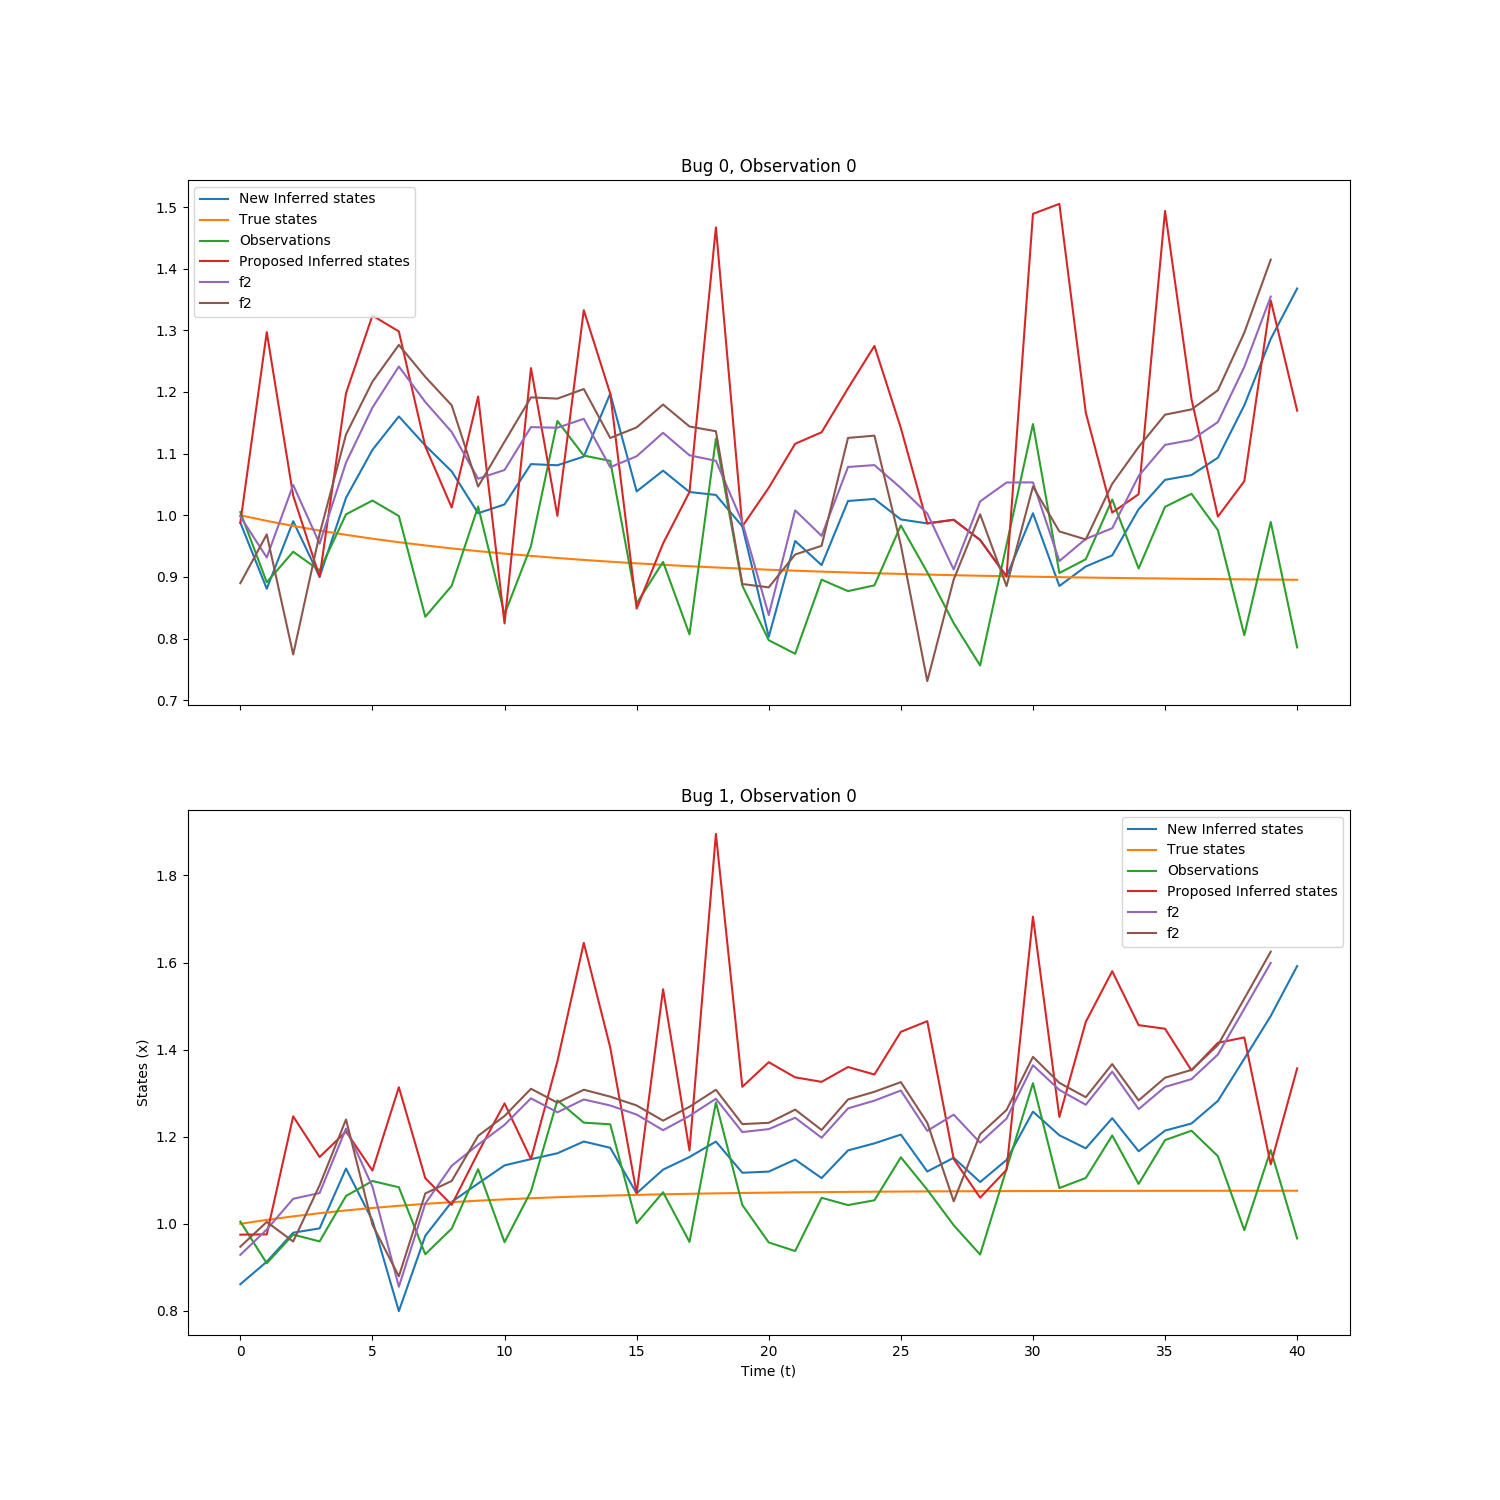 Bug 0, Observation 0
New Inferred states
True states
Observations
Proposed Inferred states
f2
f2
1.5
1.4
1.3
1.2
1.1
1.0
0.9
0.8
0.7
Bug 1, Observation 0
New Inferred states
True states
Observations
Proposed Inferred states
f2
f2
1.8
1.6
1.4
1.2
1.0
0.8
States (x)
0 5 10 15 20 25 30 35 40
Time (t)